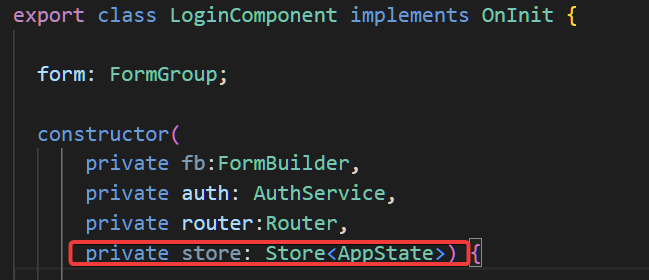 export class LoginComponent implements OnInit {
form: FormGroup;
constructor(
private fb:FormBuilder,
private auth: AuthService,
private router:Router,
private store: Store<AppState>) {